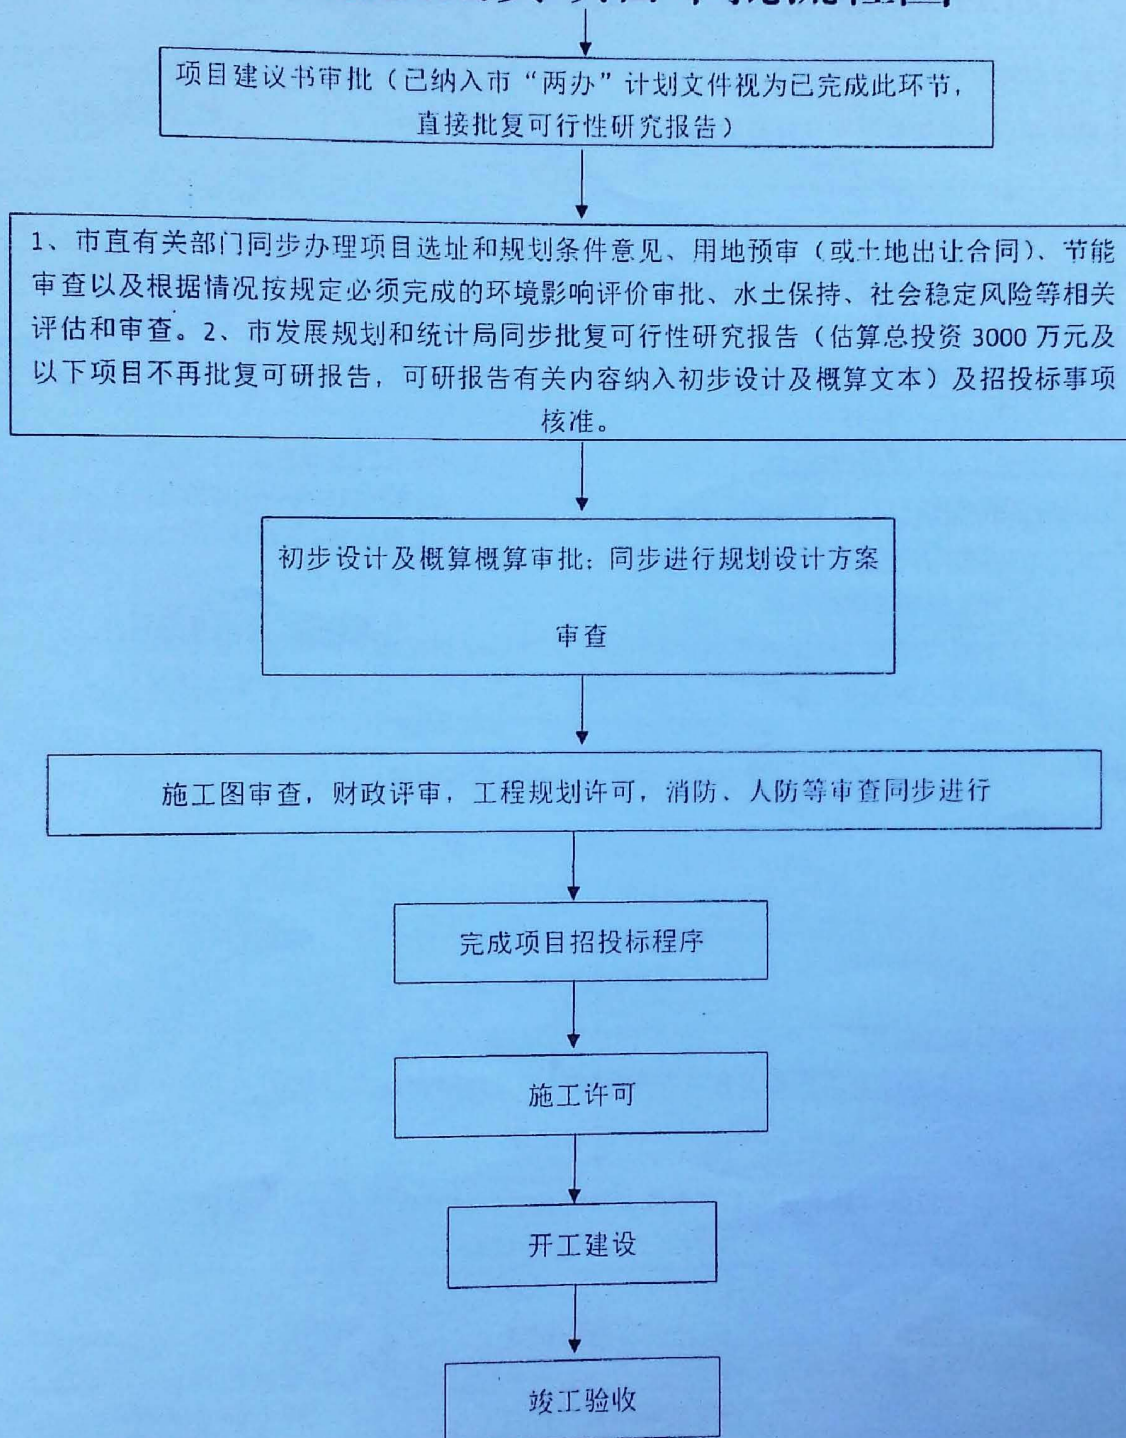 流程图
项目建议书审批（已纳入市“两办”计划文件视为已完成此环节，
直接批复可行性研究报告）
1、市直有关部门同步办理项目选址和规划条件意见、用地预审（或土地出让合同）、节能
审查以及根据情况按规定必须完成的环境影响评价审批、水土保持、社会稳定风险等相关
评估和审查。2、市发展规划和统计局同步批复可行性研究报告（估算总投资 3000 万元及
以下项目不再批复可研报告，可研报告有关内容纳入初步设计及概算文本）及招投标事项
核准。
初步设计及概算概算审批；同步进行规划设计方案
审查
施工图审查，财政评审，工程规划许可，消防、人防等审查同步进行
完成项目招投标程序
施工许可
开工建设
竣工验收